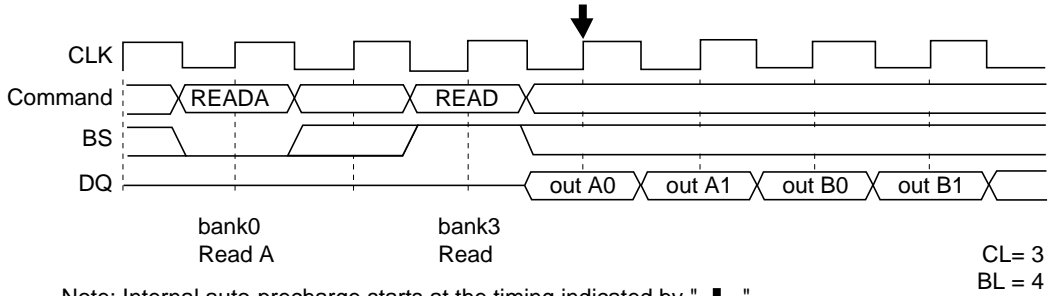 CLK
Command READA READ
BS
DQ out A0 out A1 out B0 out B1
bank0 bank3
Read A Read
CL= 3
BL = 4
Note: Internal auto-precharge starts at the timing indicated by " "